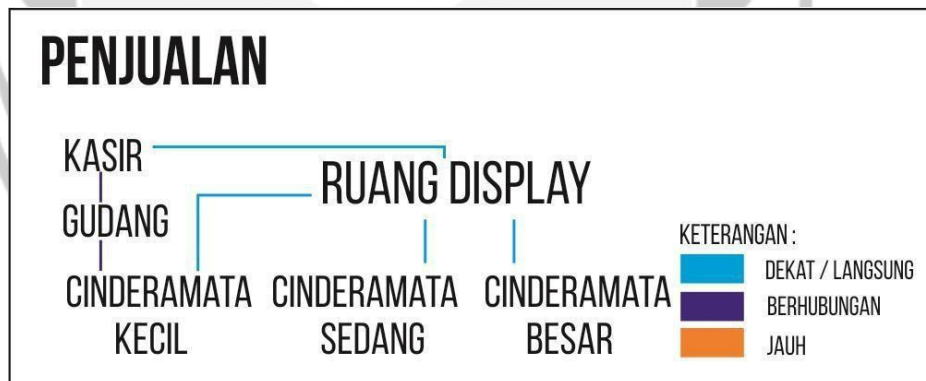 PENJUALAN
KASIR
RUANG DISPLAY
GUDANG
CINDERAMATA KECIL
CINDERAMATA SEDANG
CINDERAMATA BESAR
KETERANGAN :
DEKAT / LANGSUNG
BERHUBUNGAN
JAUH